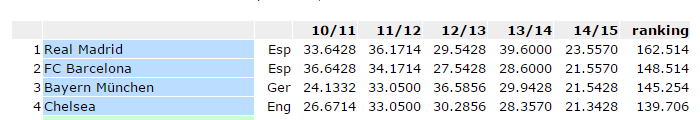 10/11 11/12 12/13 13/14 14/15 ranking
1 Real Madrid Esp 33.6428 36.1714 29.5428 39.6000 23.5570 162.514
2 FC Barcelona Esp 36.6428 34.1714 27.5428 28.6000 21.5570 148.514
3 Bayern München Ger 24.1332 33.0500 36.5856 29.9428 21.5428 145.254
4 Chelsea Eng 26.6714 33.0500 30.2856 28.3570 21.3428 139.706